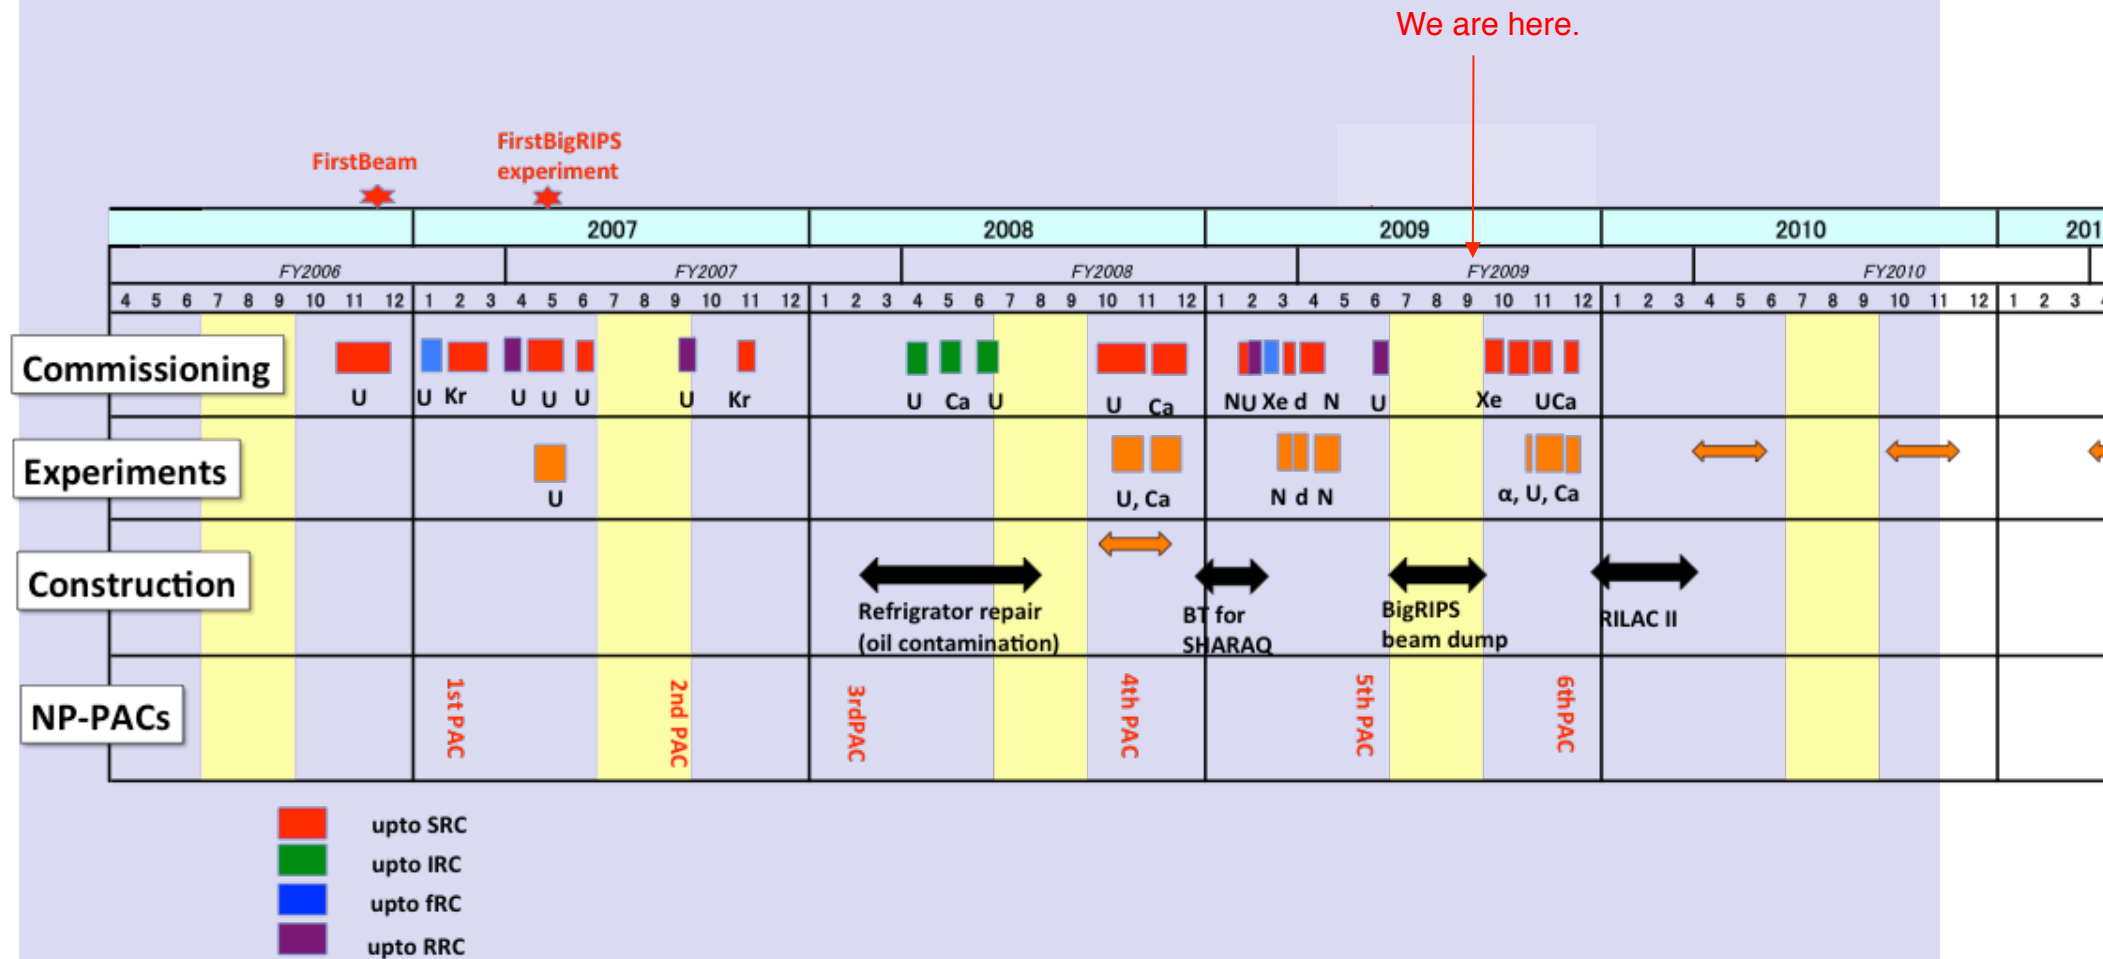 We are here.
FirstBeam
FirstBigRIPS
experiment
2007 2008 2009 2010 201
FY2006 FY2007 FY2008 FY2009 FY2010
4 5 6 7 8 9 10 11 12 1 2 3 4 5 6 7 8 9 10 11 12 1 2 3 4 5 6 7 8 9 10 11 12 1 2 3 4 5 6 7 8 9 10 11 12 1 2 3 4 5 6 7 8 9 10 11 12 1 2 3
Commissioning
U U Kr U U U U Kr U Ca U U Ca NU Xe d N U Xe UCa
Experiments
U U, Ca N d N α, U, Ca
Construction
Refrigrator repair
(oil contamination)
BT for
SHARAQ
BigRIPS
beam dump
RILAC II
NP-PACs
1st PAC
2nd PAC
3rdPAC
4th PAC
5th PAC
6thPAC
upto SRC
upto IRC
upto fRC
upto RRC